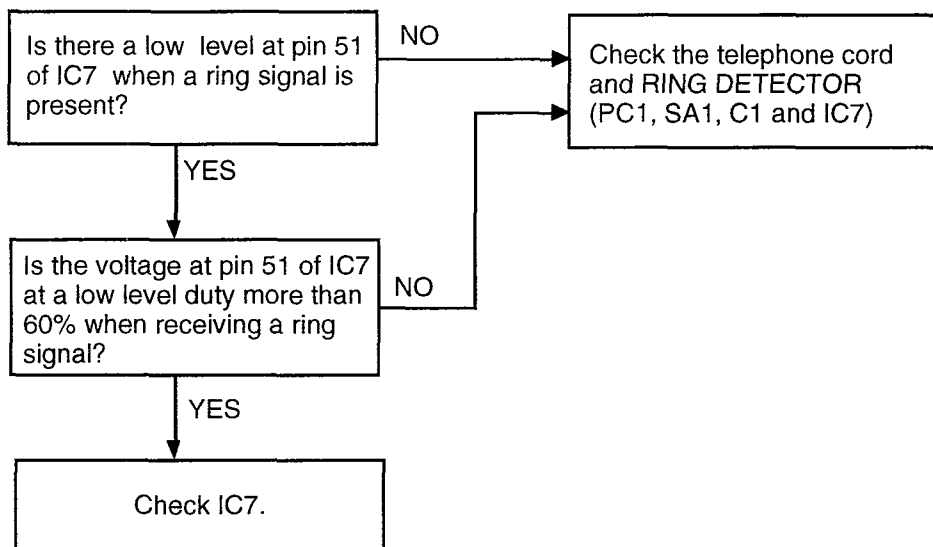 Is there a low level at pin 51
of IC7 when a ring signal is
present?
NO
Check the telephone cord
and RING DETECTOR
(PC1, SA1, C1 and IC7)
YES
Is the voltage at pin 51 of IC7
at a low level duty more than
60% when receiving a ring
signal?
NO
YES
Check IC7.